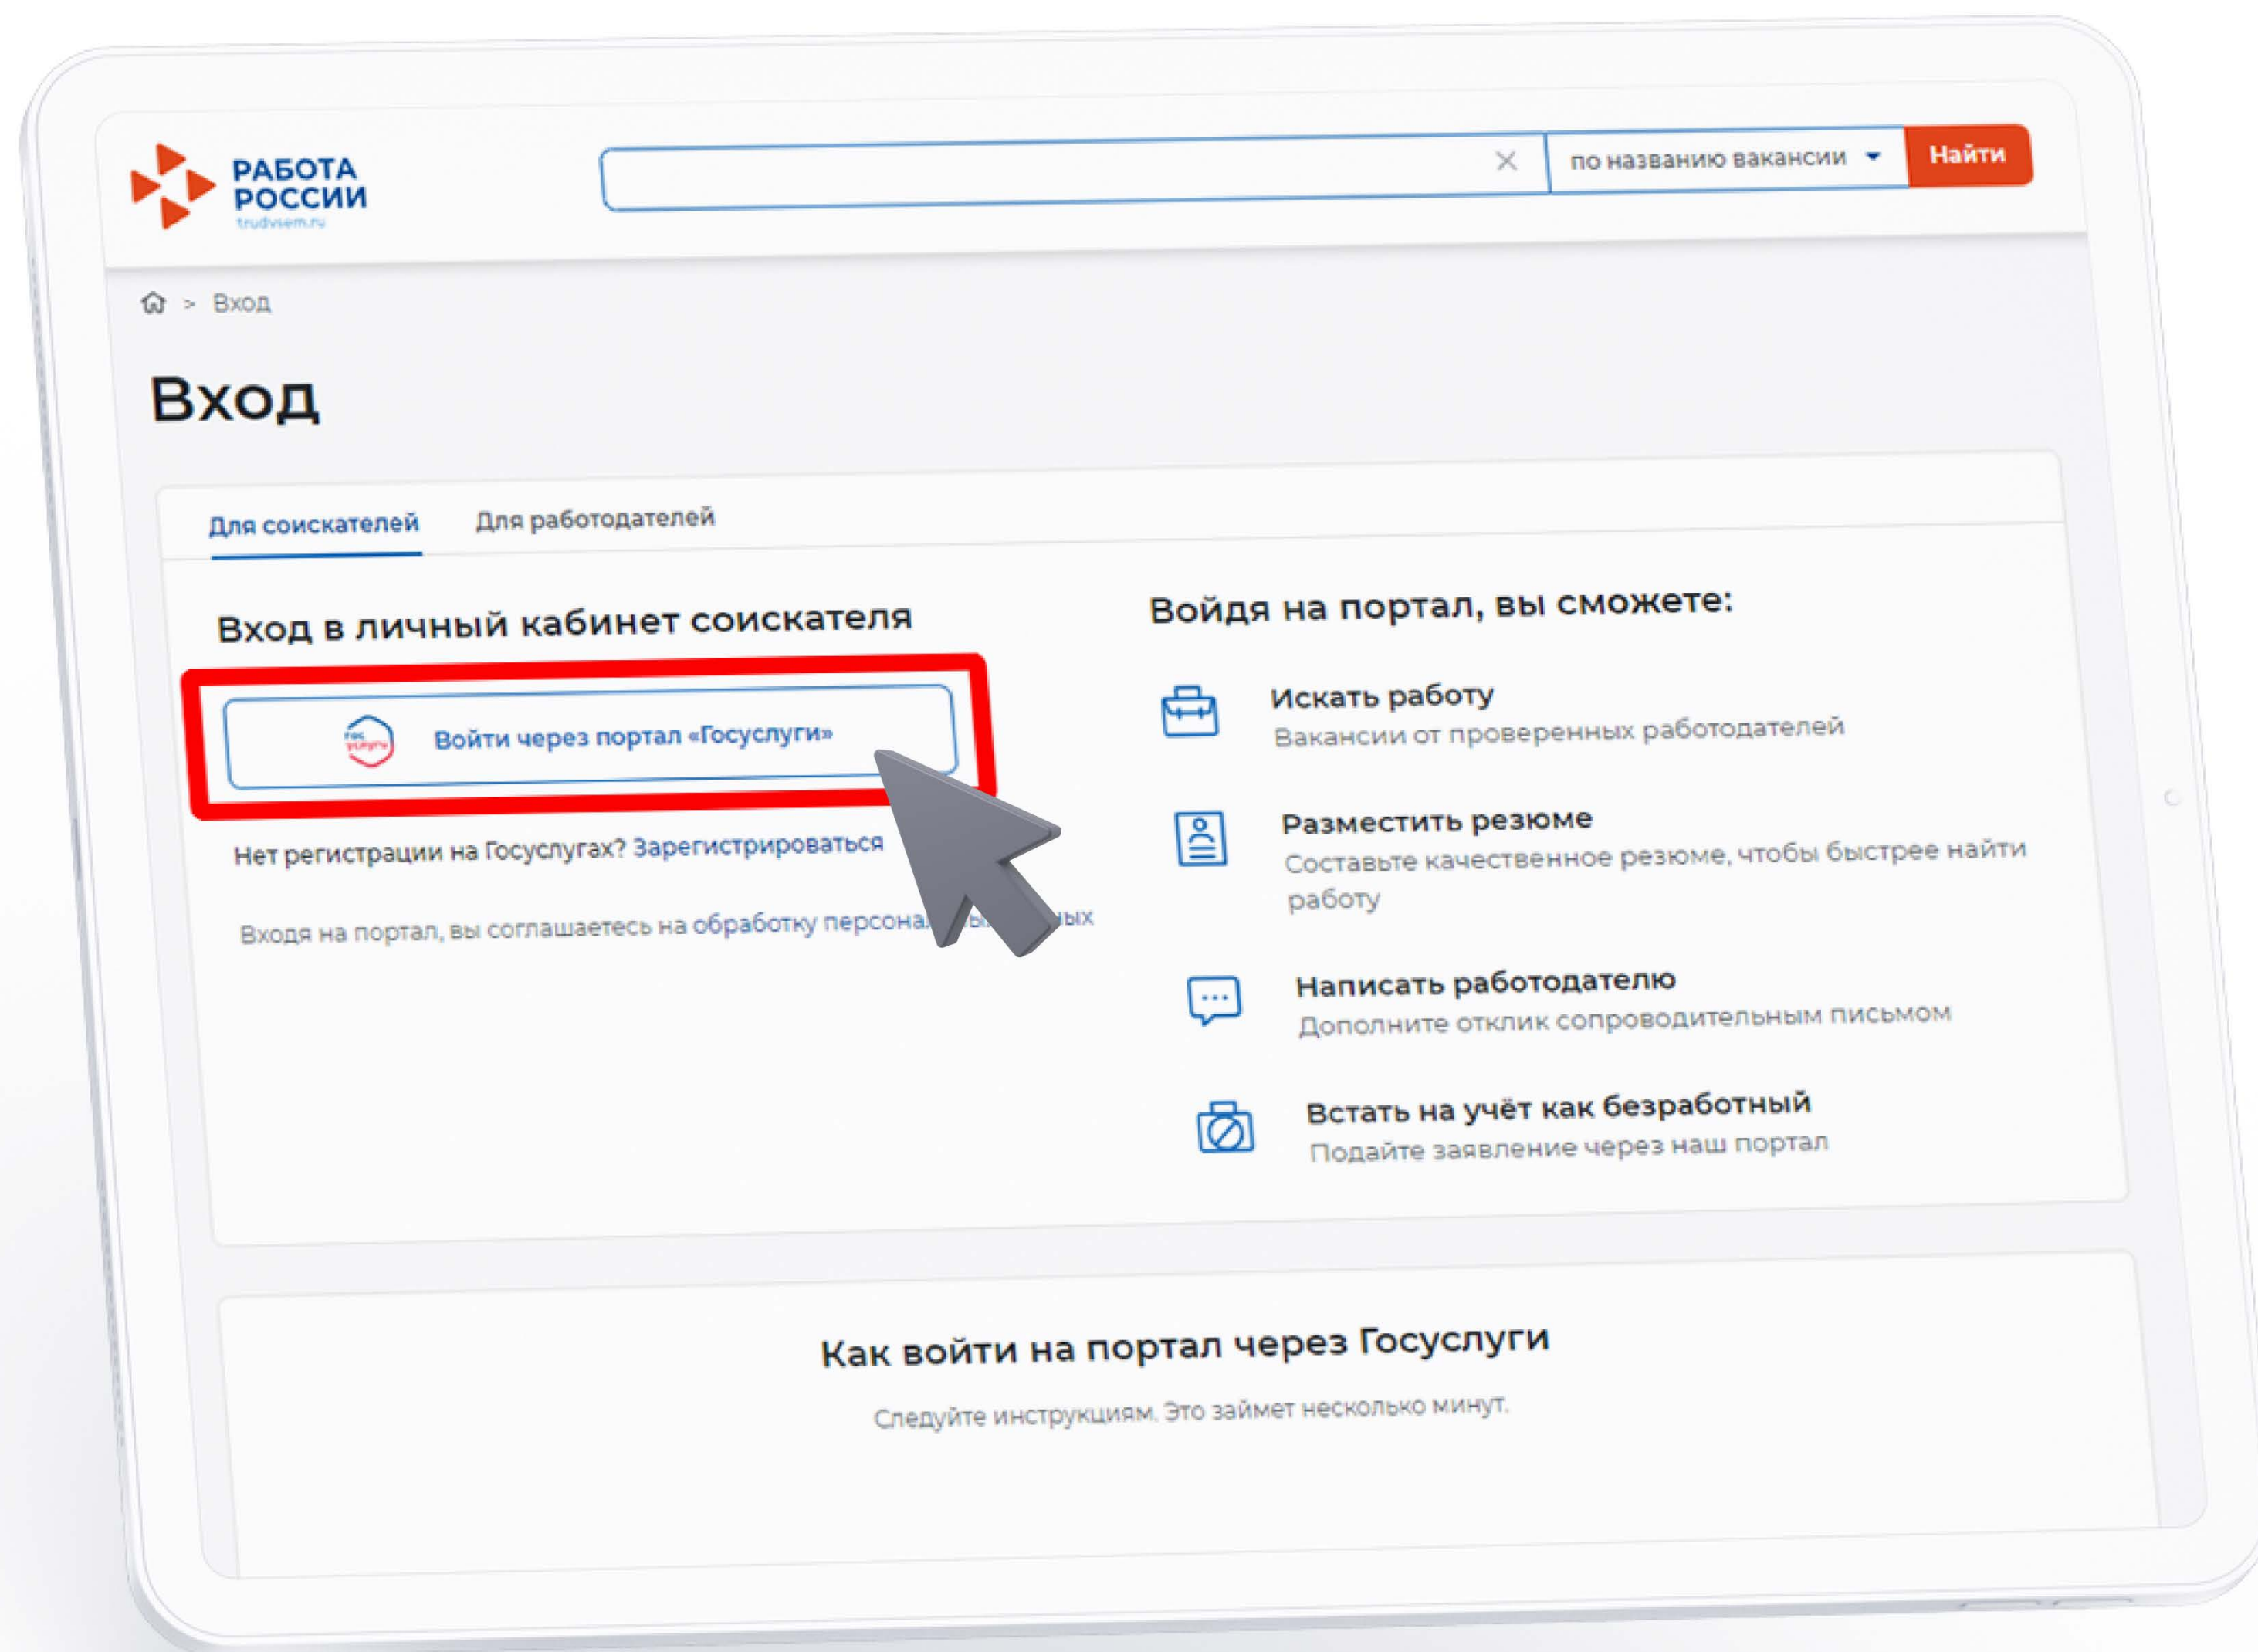 РАБОТА
РОССИИ
trudvsem.ru
по названию вакансии
Найти
> Вход
Вход
Для соискателей Для работодателей
Вход в личный кабинет соискателя
гос
услуги
Войти через портал «Госуслуги»
Нет регистрации на Госуслугах? Зарегистрироваться
Входя на портал, вы соглашаетесь на обработку
Войдя на портал, вы сможете:
Искать работу
Вакансии от проверенных работодателей
Разместить резюме
Составьте качественное резюме, чтобы быстрее найти
работу
Написать работодателю
Дополните отклик сопроводительным письмом
Встать на учёт как безработный
Подайте заявление через наш портал
Как войти на портал через Госуслуги
Следуйте инструкциям. Это займет несколько минут.